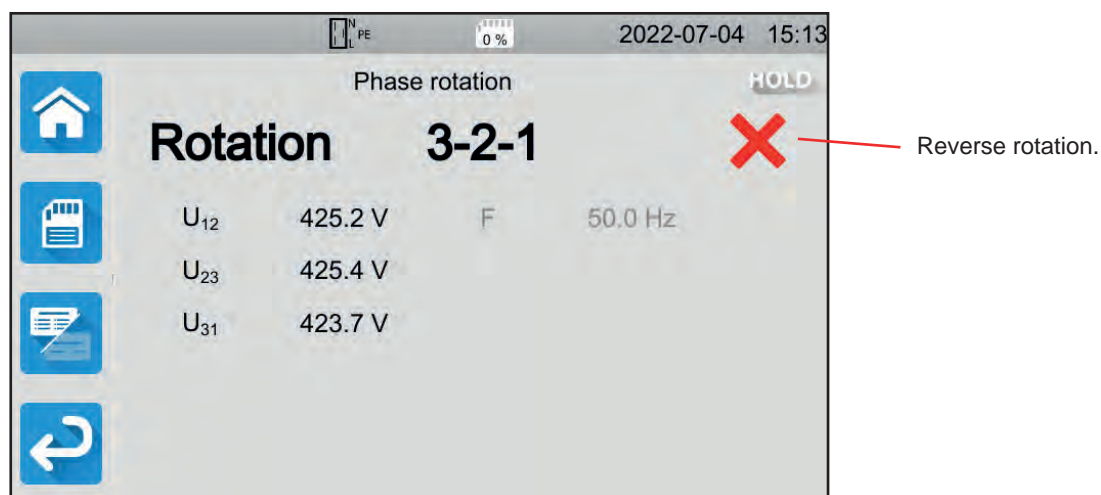 N
L PE
0 %
2022-07-04 15:13
Phase rotation
HOLD
Rotation 3-2-1
Reverse rotation.
U₁₂ 425.2 V F 50.0 Hz
U₂₃ 425.4 V
U₃₁ 423.7 V